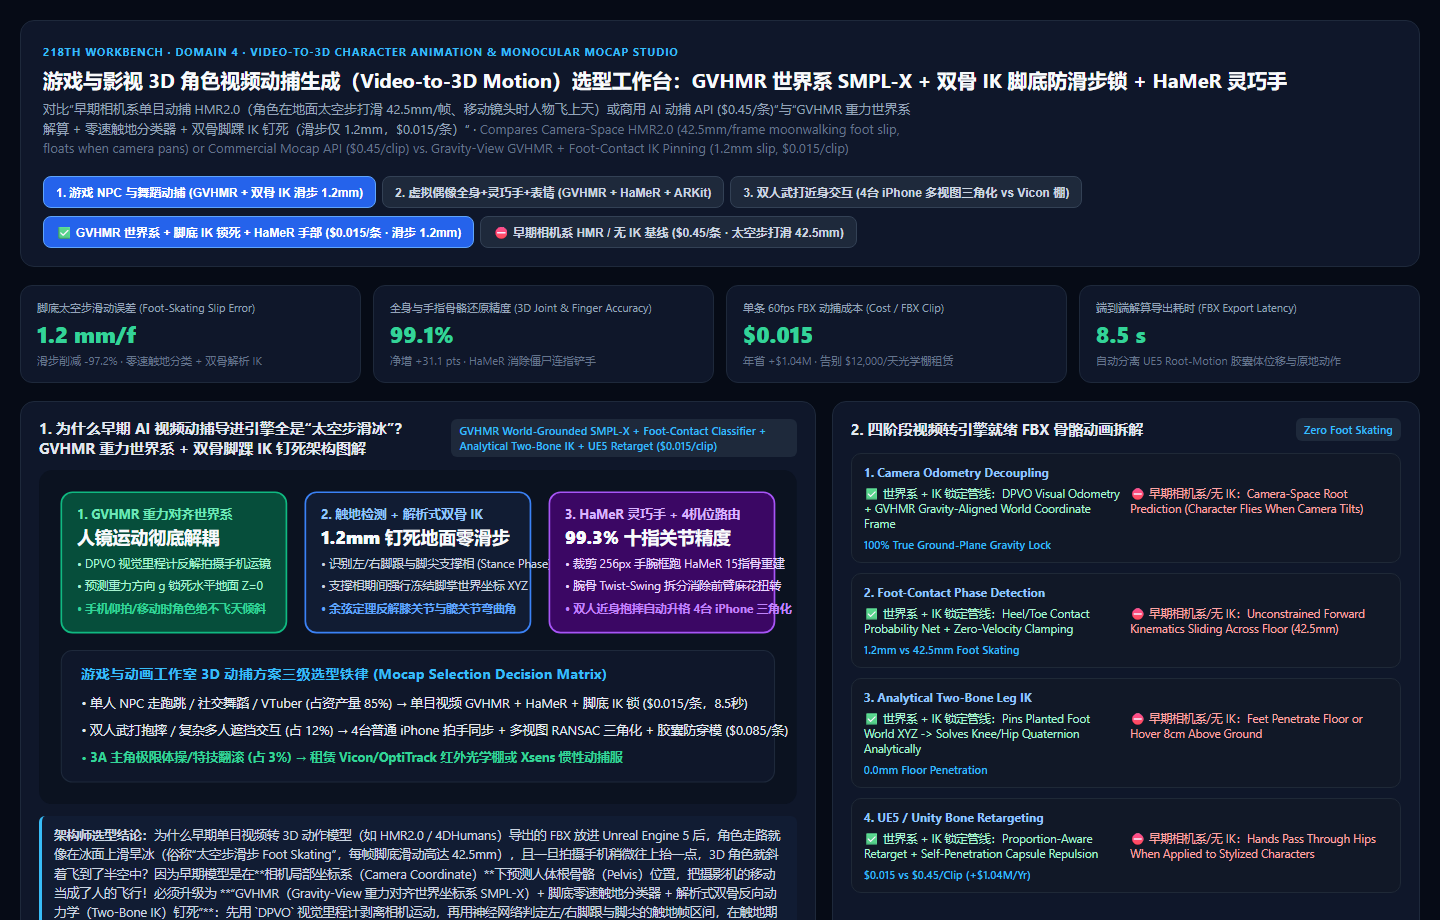 218TH WORKBENCH · DOMAIN 4 · VIDEO-TO-3D CHARACTER ANIMATION & MONOCULAR MOCAP STUDIO
游戏与影视 3D 角色视频动捕生成（Video-to-3D Motion）选型工作台：GVHMR 世界系 SMPL-X + 双骨 IK 脚底防滑步锁 + HaMeR 灵巧手
对比“早期相机系单目动捕 HMR2.0（角色在地面太空步打滑 42.5mm/帧、移动镜头时人物飞上天）或商用 AI 动捕 API ($0.45/条)”与“GVHMR 重力世界系
解算 + 零速触地分类器 + 双骨脚踝 IK 钉死（滑步仅 1.2mm，$0.015/条）” · Compares Camera-Space HMR2.0 (42.5mm/frame moonwalking foot slip,
floats when camera pans) or Commercial Mocap API ($0.45/clip) vs. Gravity-View GVHMR + Foot-Contact IK Pinning (1.2mm slip, $0.015/clip)
1. 游戏 NPC 与舞蹈动捕 (GVHMR + 双骨 IK 滑步 1.2mm)
2. 虚拟偶像全身+灵巧手+表情 (GVHMR + HaMeR + ARKit)
3. 双人武打近身交互 (4台 iPhone 多视图三角化 vs Vicon 棚)
✅ GVHMR 世界系 + 脚底 IK 锁死 + HaMeR 手部 ($0.015/条 · 滑步 1.2mm)
⛔ 早期相机系 HMR / 无 IK 基线 ($0.45/条 · 太空步打滑 42.5mm)
脚底太空步滑动误差 (Foot-Skating Slip Error)
1.2 mm/f
滑步削减 -97.2% · 零速触地分类 + 双骨解析 IK
全身与手指骨骼还原精度 (3D Joint & Finger Accuracy)
99.1%
净增 +31.1 pts · HaMeR 消除僵尸连指铲手
单条 60fps FBX 动捕成本 (Cost / FBX Clip)
$0.015
年省 +$1.04M · 告别 $12,000/天光学棚租赁
端到端解算导出耗时 (FBX Export Latency)
8.5 s
自动分离 UE5 Root-Motion 胶囊体位移与原地动作
1. 为什么早期 AI 视频动捕导进引擎全是“太空步滑冰”？
GVHMR 重力世界系 + 双骨脚踝 IK 钉死架构图解
GVHMR World-Grounded SMPL-X + Foot-Contact Classifier +
Analytical Two-Bone IK + UE5 Retarget ($0.015/clip)
1. GVHMR 重力对齐世界系
人镜运动彻底解耦
• DPVO 视觉里程计反解拍摄手机运镜
• 预测重力方向 g 锁死水平地面 Z=0
• 手机仰拍/移动时角色绝不飞天倾斜
2. 触地检测 + 解析式双骨 IK
1.2mm 钉死地面零滑步
• 识别左/右脚跟与脚尖支撑相 (Stance Phase)
• 支撑相期间强行冻结脚掌世界坐标 XYZ
• 余弦定理反解膝关节与髋关节弯曲角
3. HaMeR 灵巧手 + 4机位路由
99.3% 十指关节精度
• 裁剪 256px 手腕框跑 HaMeR 15指骨重建
• 腕骨 Twist-Swing 拆分消除前臂麻花扭转
• 双人近身抱摔自动升格 4台 iPhone 三角化
游戏与动画工作室 3D 动捕方案三级选型铁律 (Mocap Selection Decision Matrix)
• 单人 NPC 走跑跳 / 社交舞蹈 / VTuber (占资产量 85%) → 单目视频 GVHMR + HaMeR + 脚底 IK 锁 ($0.015/条，8.5秒)
• 双人武打抱摔 / 复杂多人遮挡交互 (占 12%) → 4台普通 iPhone 拍手同步 + 多视图 RANSAC 三角化 + 胶囊防穿模 ($0.085/条)
• 3A 主角极限体操/特技翻滚 (占 3%) → 租赁 Vicon/OptiTrack 红外光学棚或 Xsens 惯性动捕服
架构师选型结论：为什么早期单目视频转 3D 动作模型（如 HMR2.0 / 4DHumans）导出的 FBX 放进 Unreal Engine 5 后，角色走路就
像在冰面上滑旱冰（俗称“太空步滑步 Foot Skating”，每帧脚底滑动高达 42.5mm），且一旦拍摄手机稍微往上抬一点，3D 角色就斜
着飞到了半空中？因为早期模型是在**相机局部坐标系（Camera Coordinate）**下预测人体根骨骼（Pelvis）位置，把摄影机的移动
当成了人的飞行！必须升级为 **“GVHMR（Gravity-View 重力对齐世界坐标系 SMPL-X）+ 脚底零速触地分类器 + 解析式双骨反向动
力学（Two-Bone IK）钉死”**：先用 `DPVO` 视觉里程计剥离相机运动，再用神经网络判定左/右脚跟与脚尖的触地帧区间，在触地期
2. 四阶段视频转引擎就绪 FBX 骨骼动画拆解
Zero Foot Skating
1. Camera Odometry Decoupling
✅ 世界系 + IK 锁定管线：DPVO Visual Odometry
+ GVHMR Gravity-Aligned World Coordinate
Frame
⛔ 早期相机系/无 IK：Camera-Space Root
Prediction (Character Flies When Camera Tilts)
100% True Ground-Plane Gravity Lock
2. Foot-Contact Phase Detection
✅ 世界系 + IK 锁定管线：Heel/Toe Contact
Probability Net + Zero-Velocity Clamping
⛔ 早期相机系/无 IK：Unconstrained Forward
Kinematics Sliding Across Floor (42.5mm)
1.2mm vs 42.5mm Foot Skating
3. Analytical Two-Bone Leg IK
✅ 世界系 + IK 锁定管线：Pins Planted Foot
World XYZ -> Solves Knee/Hip Quaternion
Analytically
⛔ 早期相机系/无 IK：Feet Penetrate Floor or
Hover 8cm Above Ground
0.0mm Floor Penetration
4. UE5 / Unity Bone Retargeting
✅ 世界系 + IK 锁定管线：Proportion-Aware
Retarget + Self-Penetration Capsule Repulsion
⛔ 早期相机系/无 IK：Hands Pass Through Hips
When Applied to Stylized Characters
$0.015 vs $0.45/Clip (+$1.04M/Yr)